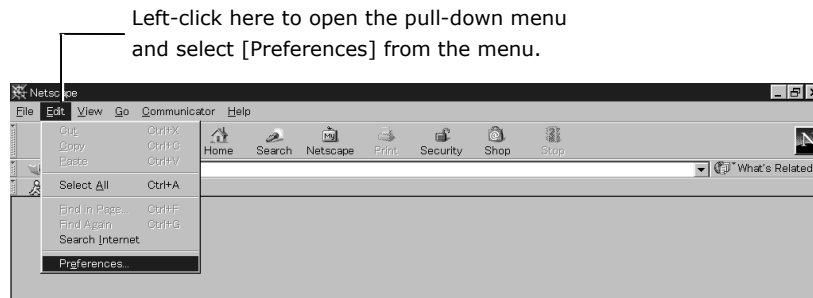 Left-click here to open the pull-down menu
and select [Preferences] from the menu.
Netscape
File Edit View Go Communicator Help
Cut Ctrl+X
Copy Ctrl+C
Paste Ctrl+V
Select All Ctrl+A
Find in Page... Ctrl+F
Find Again Ctrl+G
Search Internet
Preferences...
Home Search Netscape Print Security Shop Stop
My
N
What's Related